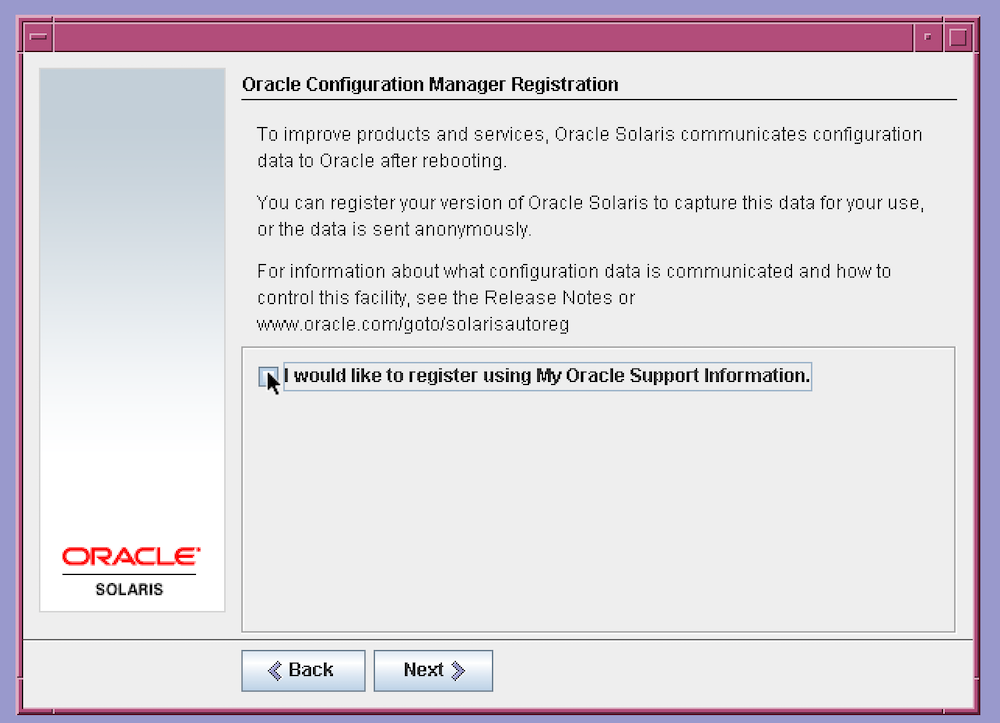 Oracle Configuration Manager Registration
To improve products and services, Oracle Solaris communicates configuration
data to Oracle after rebooting.
You can register your version of Oracle Solaris to capture this data for your use,
or the data is sent anonymously.
For information about what configuration data is communicated and how to
control this facility, see the Release Notes or
www.oracle.com/goto/solarisautoreg
I would like to register using My Oracle Support Information.
ORACLE
SOLARIS
Back
Next